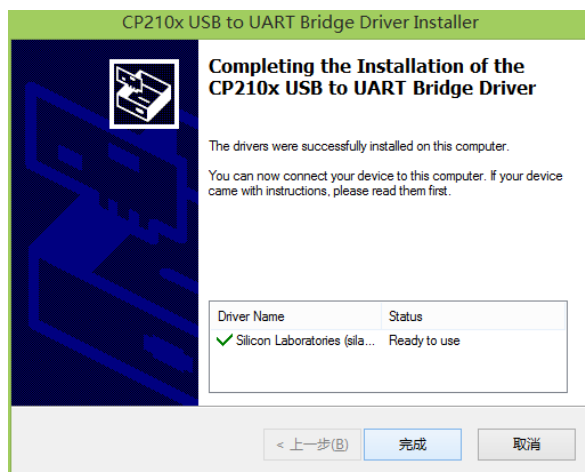 CP210x USB to UART Bridge Driver Installer
Completing the Installation of the
CP210x USB to UART Bridge Driver
The drivers were successfully installed on this computer.
You can now connect your device to this computer. If your device
came with instructions, please read them first.
Driver Name Status
Silicon Laboratories (sila... Ready to use
< 上一步(B) 完成 取消